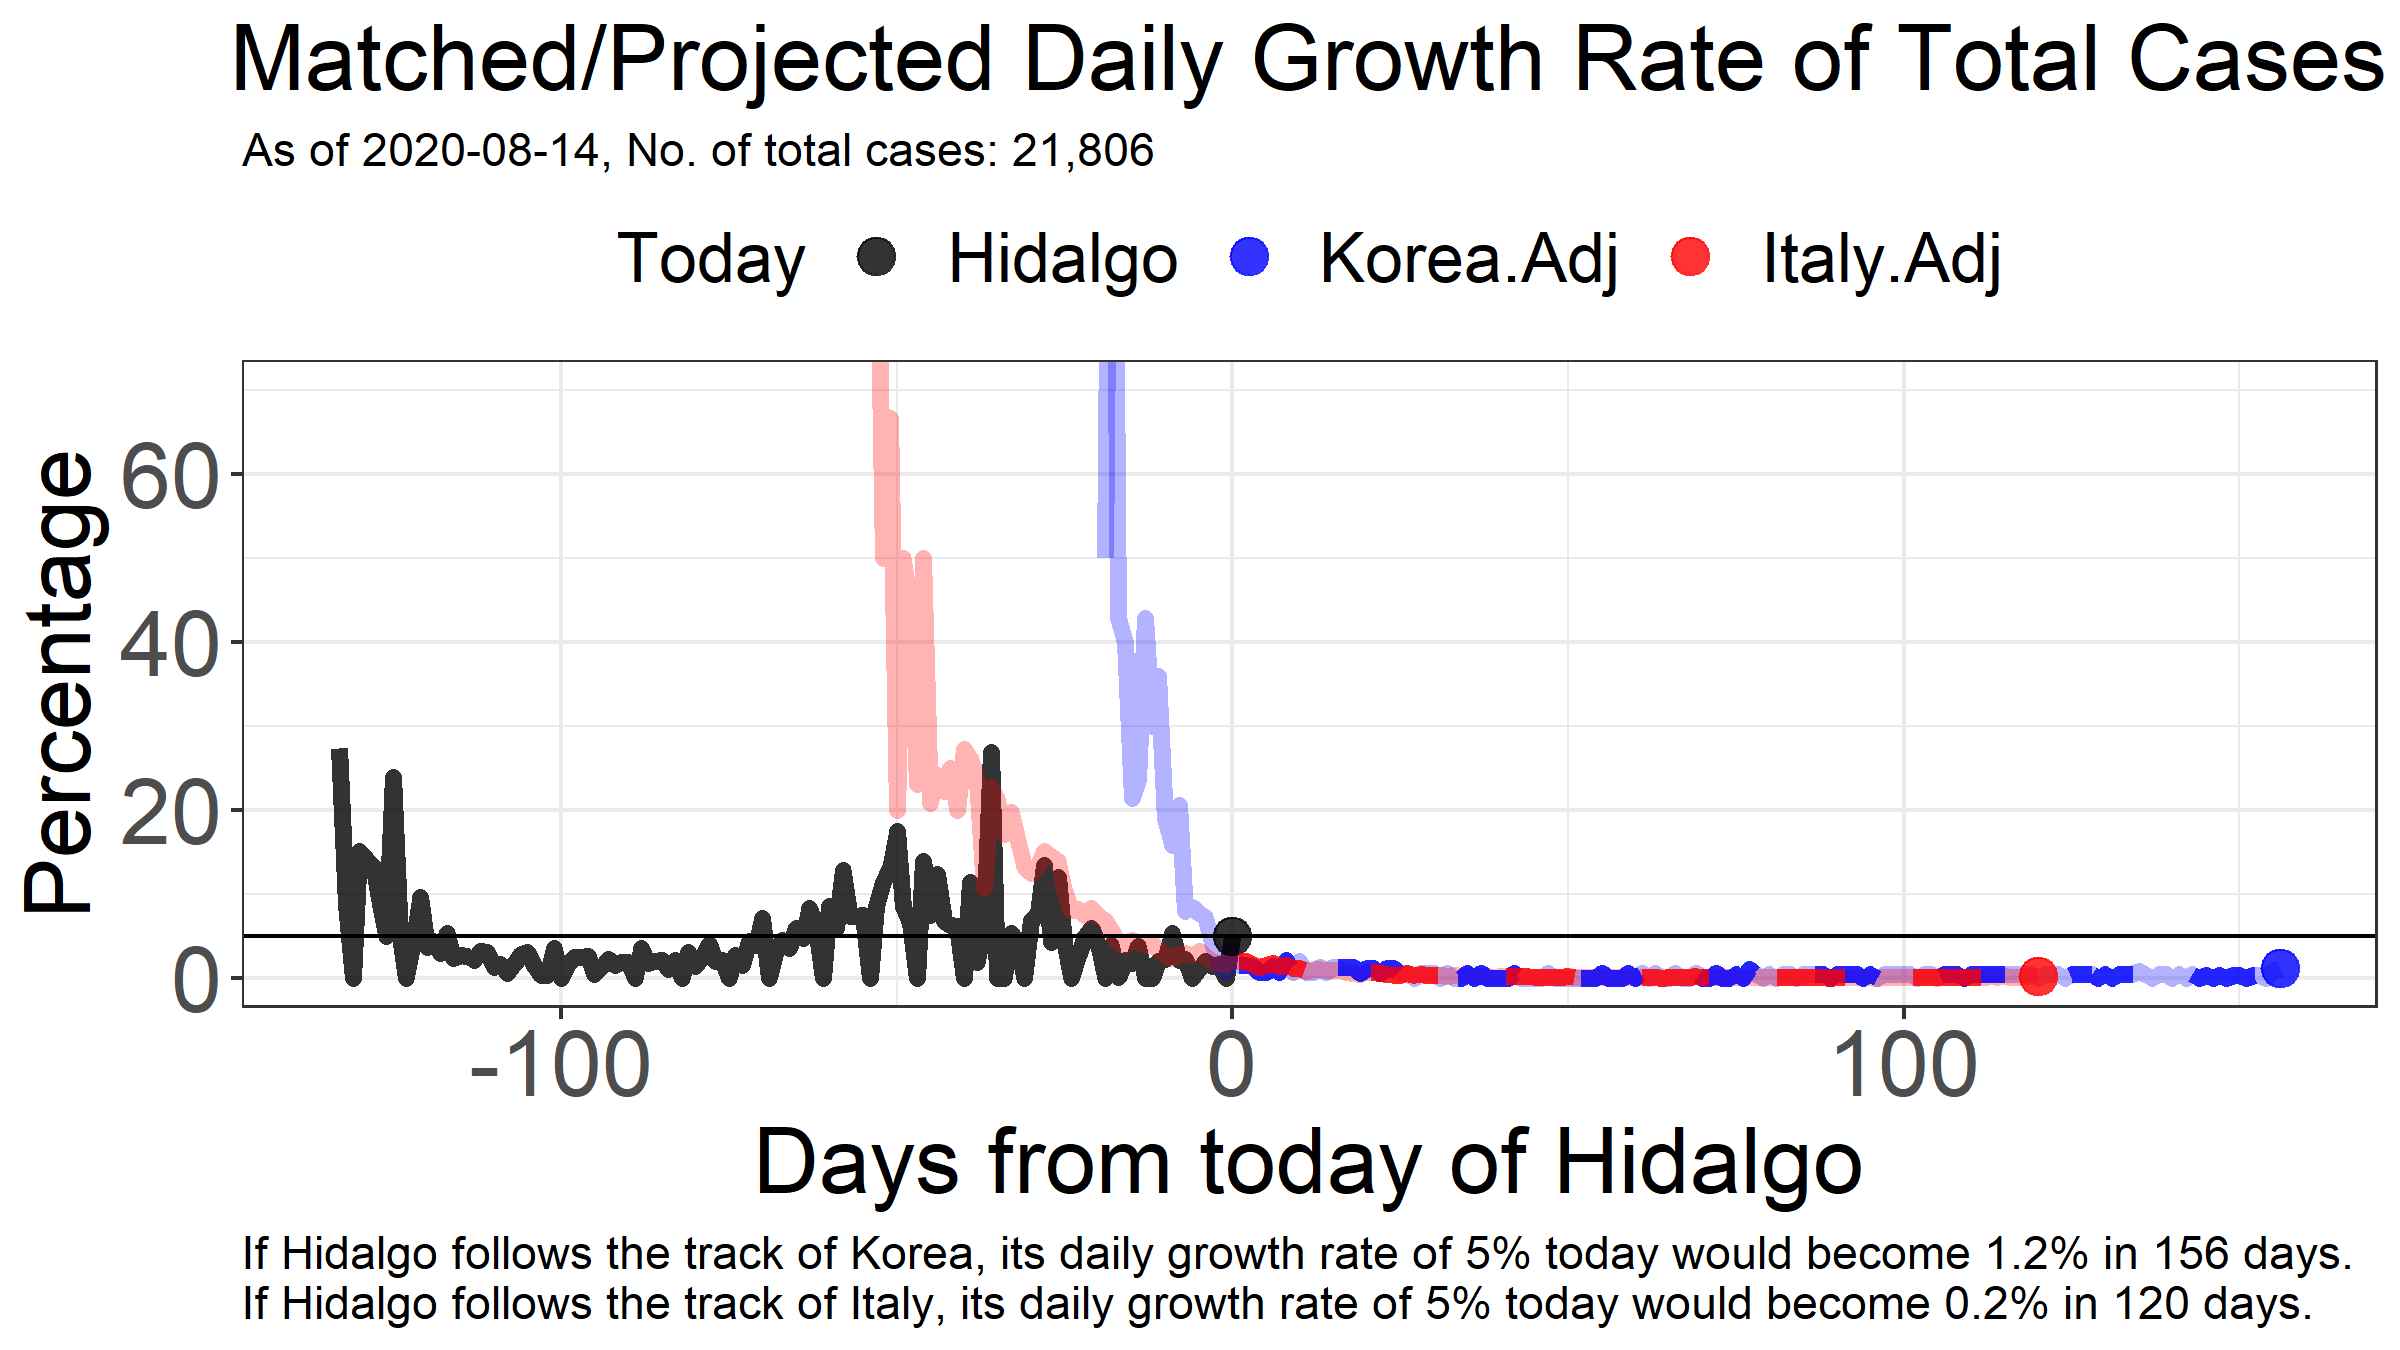 Matched/Projected Daily Growth Rate of Total Cases
As of 2020-08-14, No. of total cases: 21,806
Today Hidalgo Korea.Adj Italy.Adj
Percentage
60
40
20
0
-100 0 100
Days from today of Hidalgo
If Hidalgo follows the track of Korea, its daily growth rate of 5% today would become 1.2% in 156 days.
If Hidalgo follows the track of Italy, its daily growth rate of 5% today would become 0.2% in 120 days.